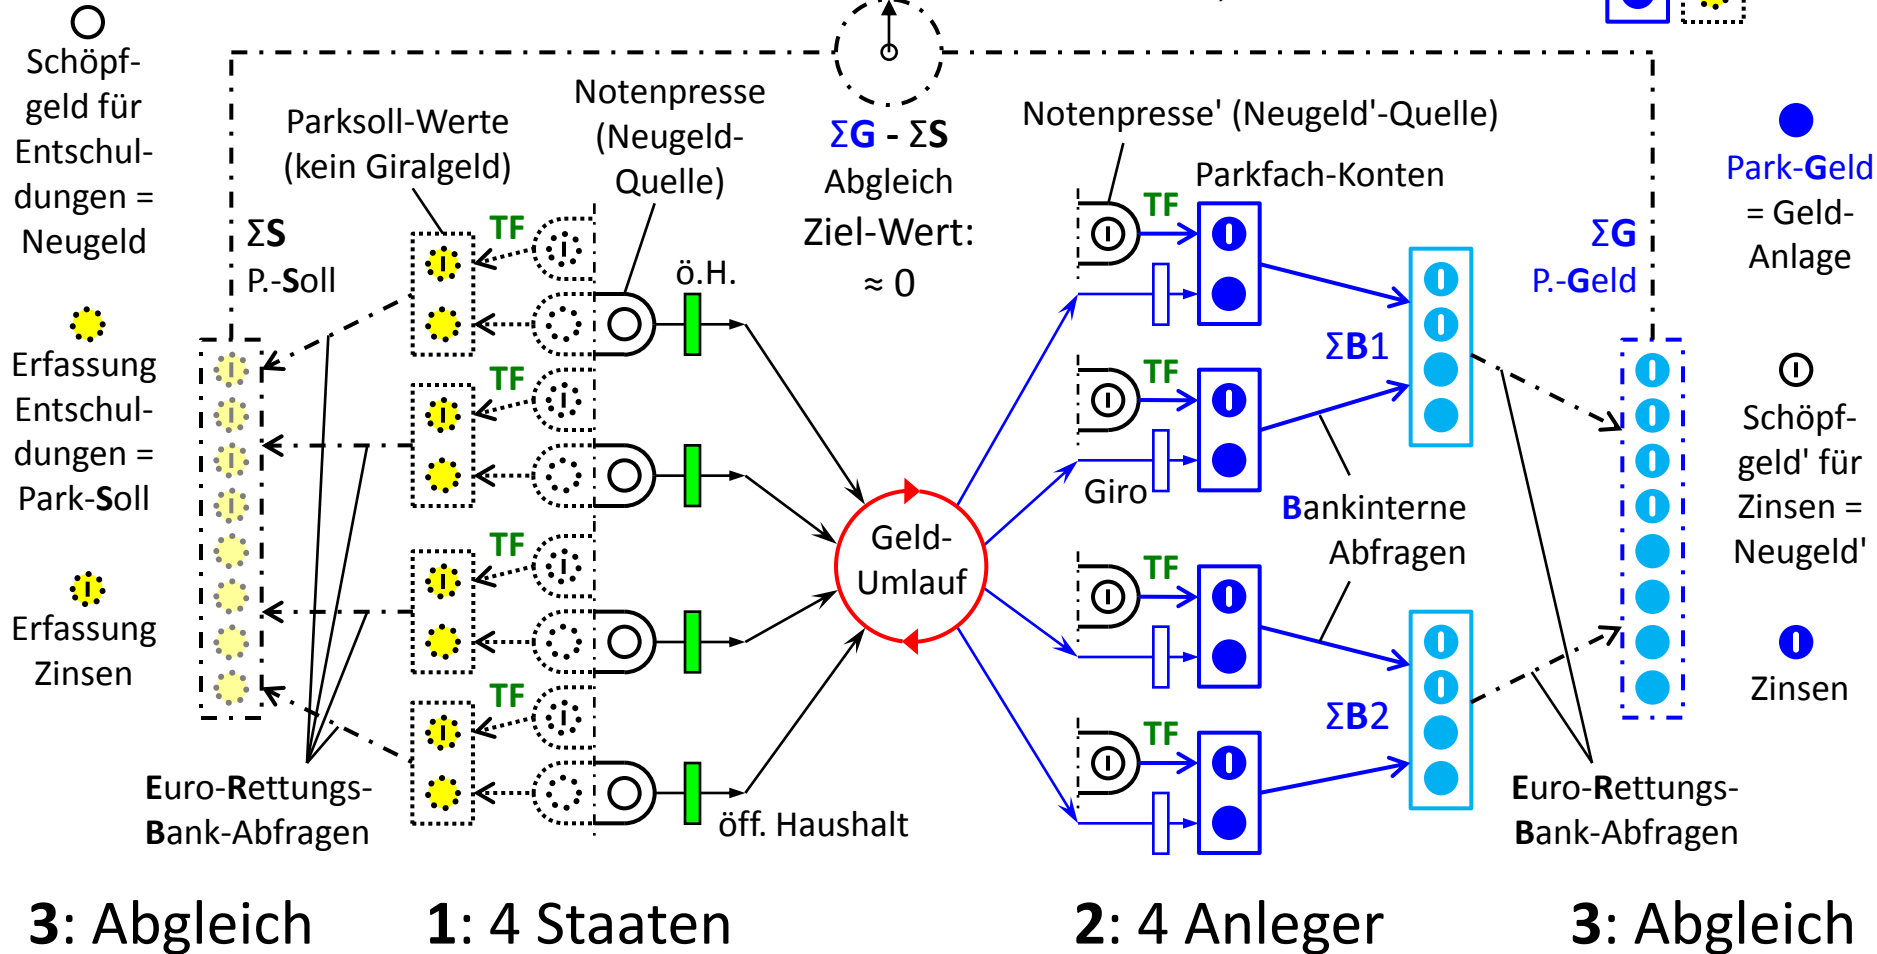 Schöpf-
geld für
Entschul-
dungen =
Neugeld
Erfassung
Entschul-
dungen =
Park-Soll
Erfassung
Zinsen
ΣS
P.-Soll
Parksoll-Werte
(kein Giralgeld)
Notenpresse
(Neugeld-
Quelle)
TF
TF
TF
TF
ö.H.
öff. Haushalt
Euro-Rettungs-
Bank-Abfragen
ΣG - ΣS
Abgleich
Ziel-Wert:
≈ 0
Geld-
Umlauf
Notenpresse' (Neugeld'-Quelle)
Parkfach-Konten
TF
TF
TF
TF
Giro
ΣB1
Bankinterne
Abfragen
ΣB2
ΣG
P.-Geld
Euro-Rettungs-
Bank-Abfragen
Park-Geld
= Geld-
Anlage
Schöpf-
geld' für
Zinsen =
Neugeld'
Zinsen
3: Abgleich
1: 4 Staaten
2: 4 Anleger
3: Abgleich